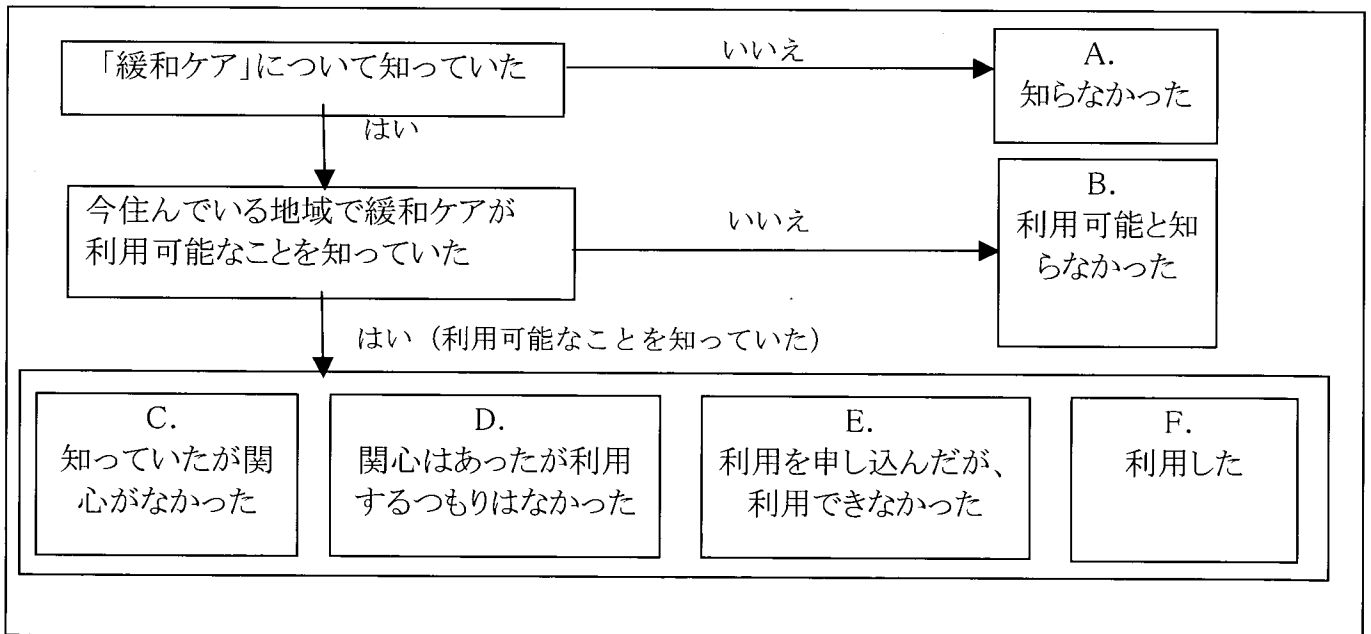 「緩和ケア」について知っていた
いいえ
A.
知らなかった
はい
今住んでいる地域で緩和ケアが
利用可能なことを知っていた
いいえ
B.
利用可能と知
らなかった
はい（利用可能なことを知っていた）
C.
知っていたが関
心がなかった
D.
関心はあったが利用
するつもりはなかった
E.
利用を申し込んだが、
利用できなかった
F.
利用した